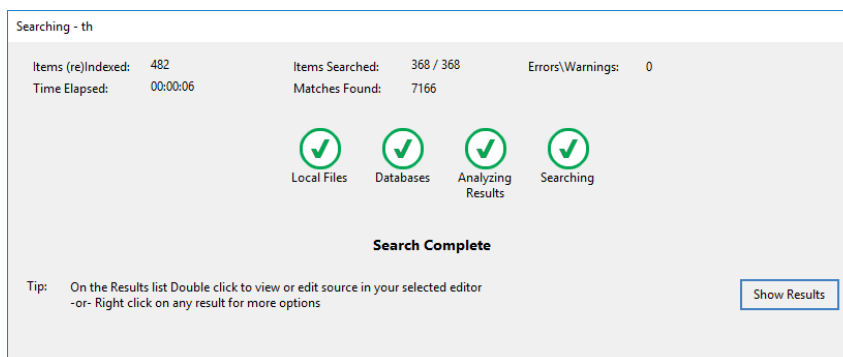 Searching - th
Items (re)Indexed: 482 Items Searched: 368 / 368 Errors\Warnings: 0
Time Elapsed: 00:00:06 Matches Found: 7166
Local Files Databases Analyzing Results Searching
Search Complete
Tip: On the Results list Double click to view or edit source in your selected editor
-or- Right click on any result for more options
Show Results